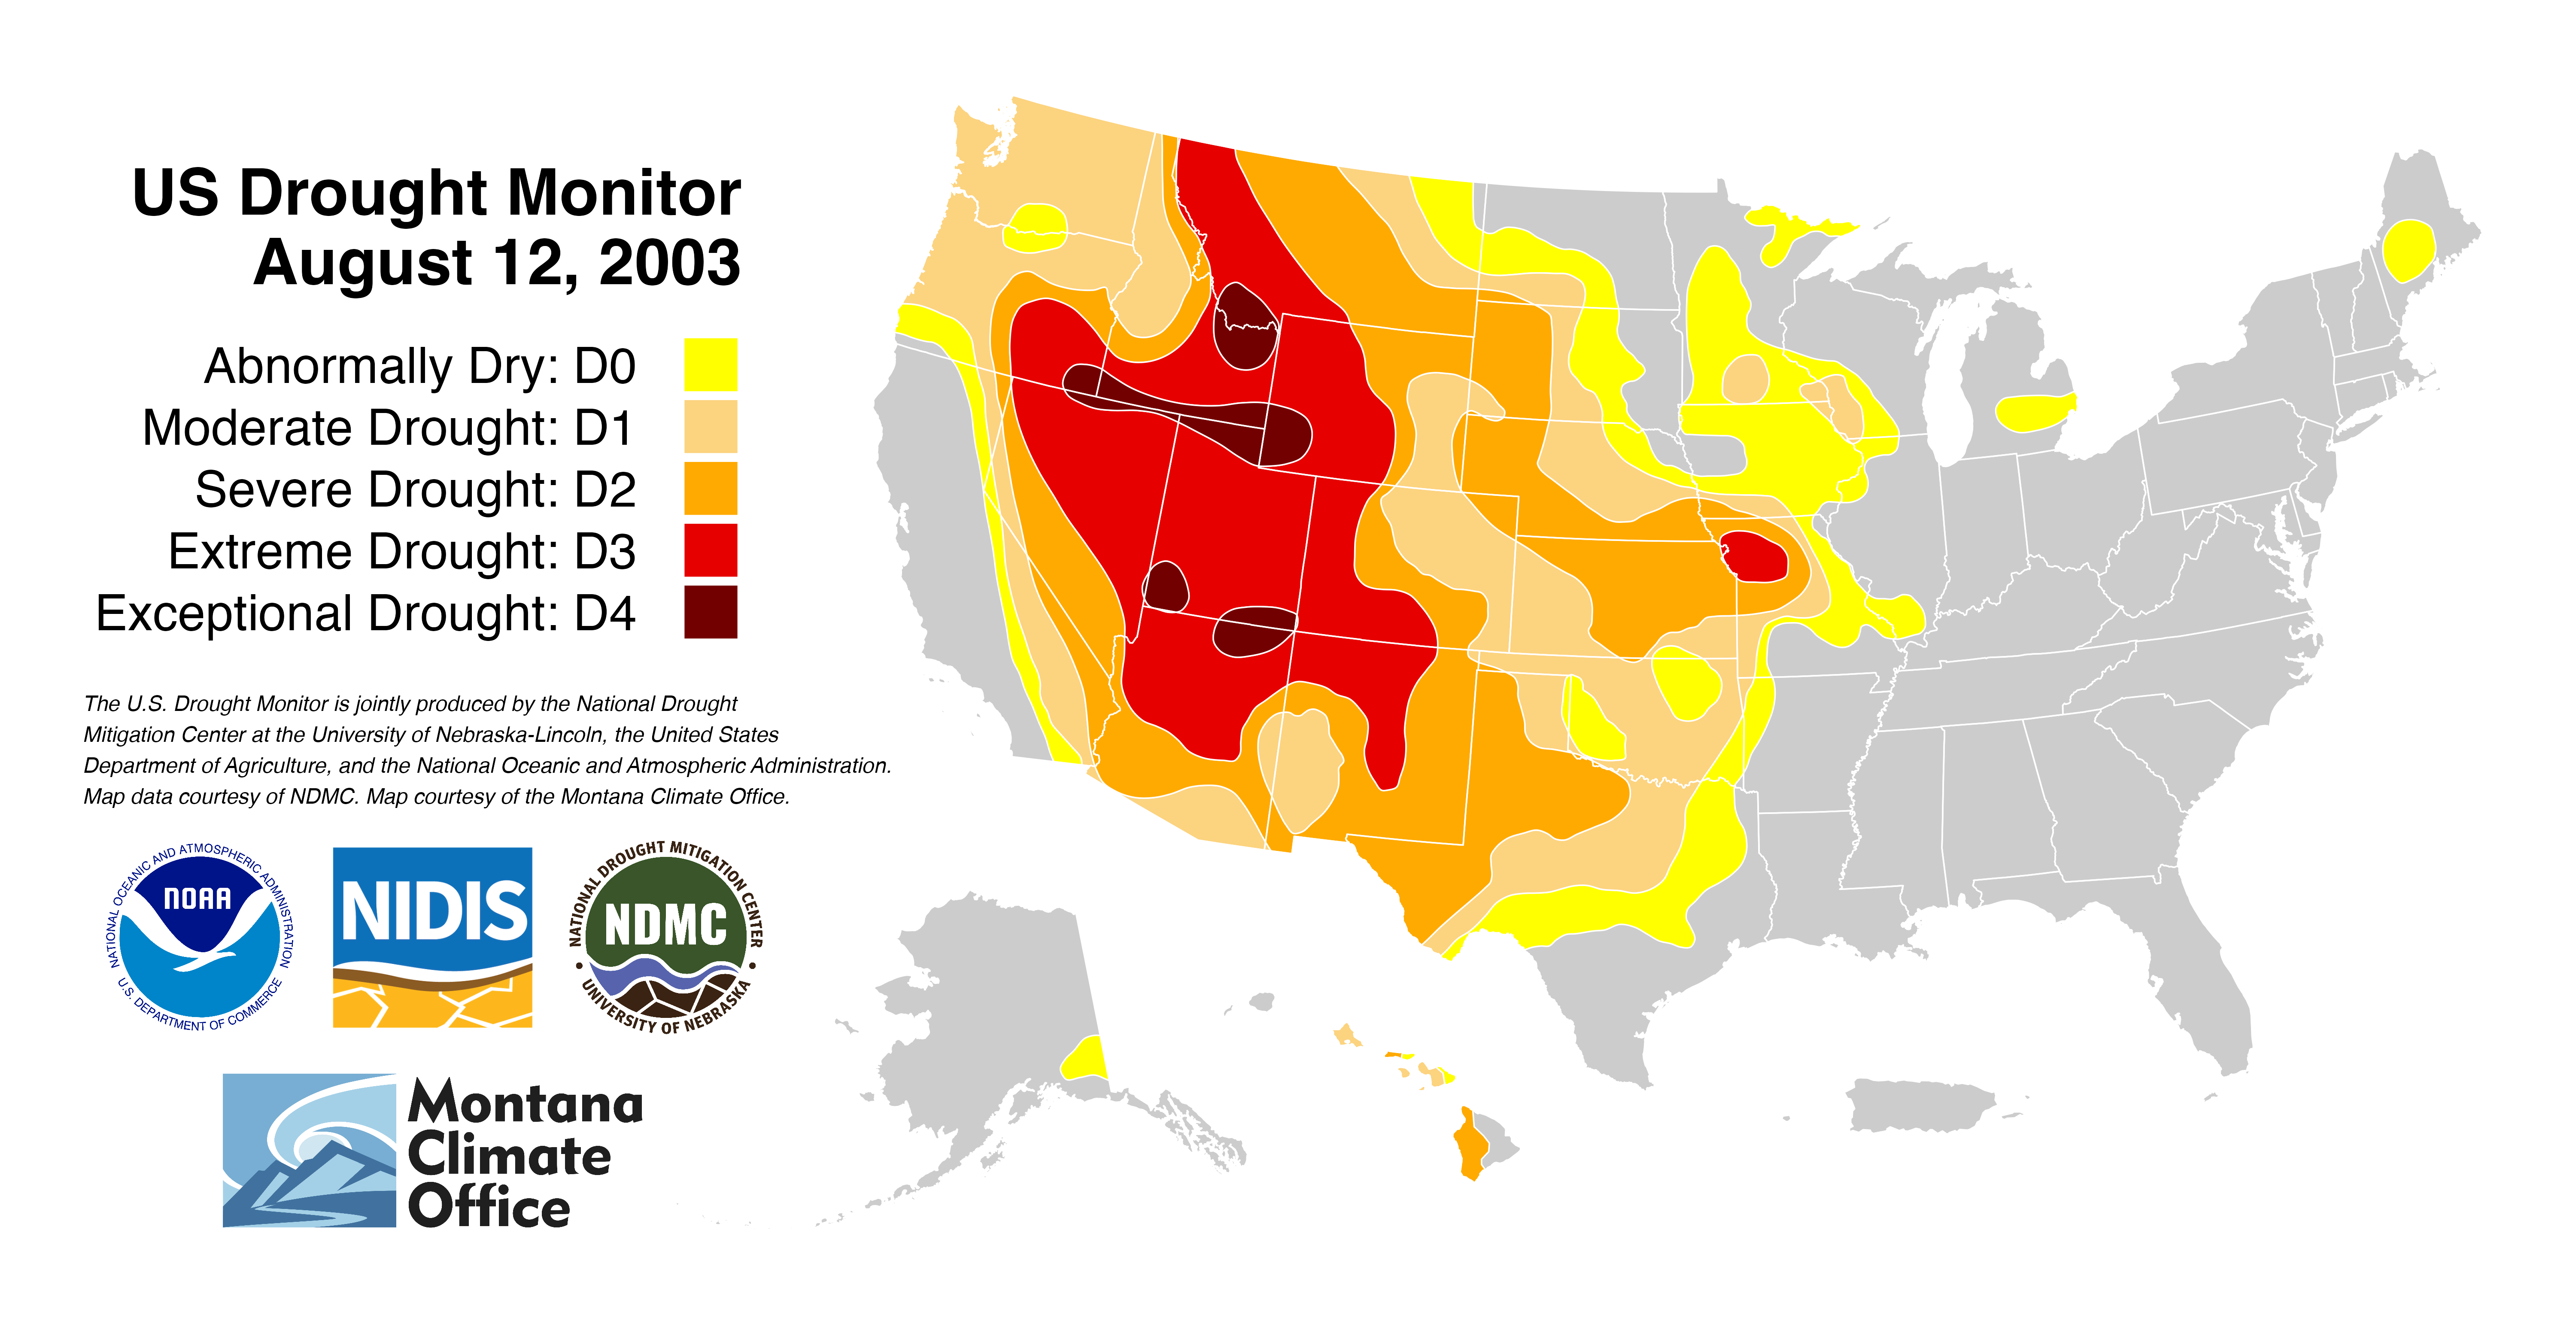 US Drought Monitor
August 12, 2003
Abnormally Dry: D0
Moderate Drought: D1
Severe Drought: D2
Extreme Drought: D3
Exceptional Drought: D4
The U.S. Drought Monitor is jointly produced by the National Drought
Mitigation Center at the University of Nebraska-Lincoln, the United States
Department of Agriculture, and the National Oceanic and Atmospheric Administration.
Map data courtesy of NDMC. Map courtesy of the Montana Climate Office.
NATIONAL OCEANIC AND ATMOSPHERIC ADMINISTRATION
NOAA
U.S. DEPARTMENT OF COMMERCE
NIDIS
NATIONAL DROUGHT MITIGATION CENTER
NDMC
UNIVERSITY OF NEBRASKA
Montana
Climate
Office